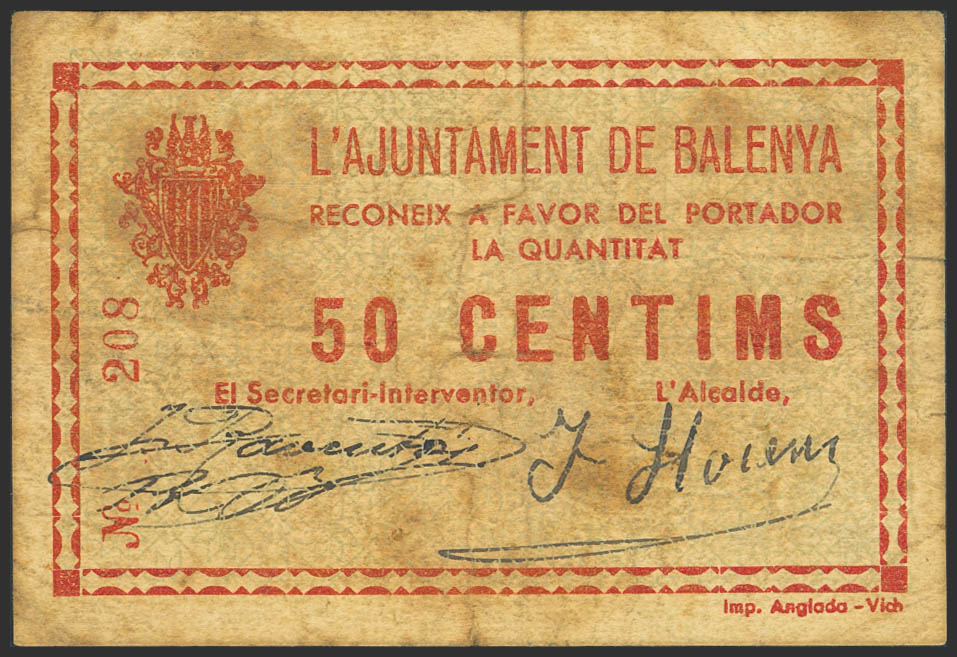 L'AJUNTAMENT DE BALENYA
RECONEIX A FAVOR DEL PORTADOR
LA QUANTITAT
50 CENTIMS
El Secretari-Interventor,
L'Alcalde,
Nº 208
Imp. Anglada - Vich